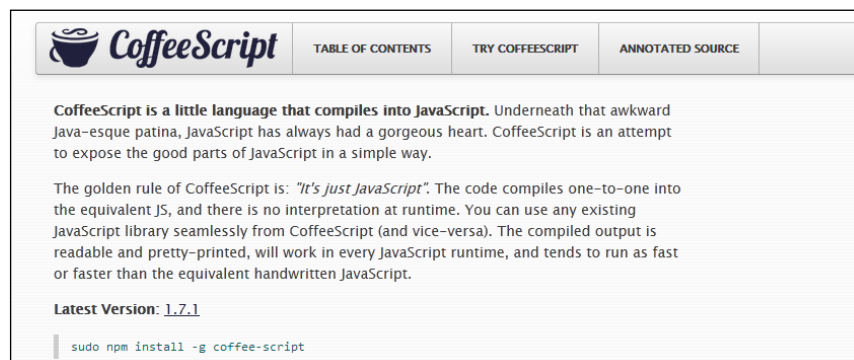 CoffeeScript TABLE OF CONTENTS TRY COFFEESCRIPT ANNOTATED SOURCE
CoffeeScript is a little language that compiles into JavaScript. Underneath that awkward
Java-esque patina, JavaScript has always had a gorgeous heart. CoffeeScript is an attempt
to expose the good parts of JavaScript in a simple way.
The golden rule of CoffeeScript is: "It's just JavaScript". The code compiles one-to-one into
the equivalent JS, and there is no interpretation at runtime. You can use any existing
JavaScript library seamlessly from CoffeeScript (and vice-versa). The compiled output is
readable and pretty-printed, will work in every JavaScript runtime, and tends to run as fast
or faster than the equivalent handwritten JavaScript.
Latest Version: 1.7.1
sudo npm install -g coffee-script